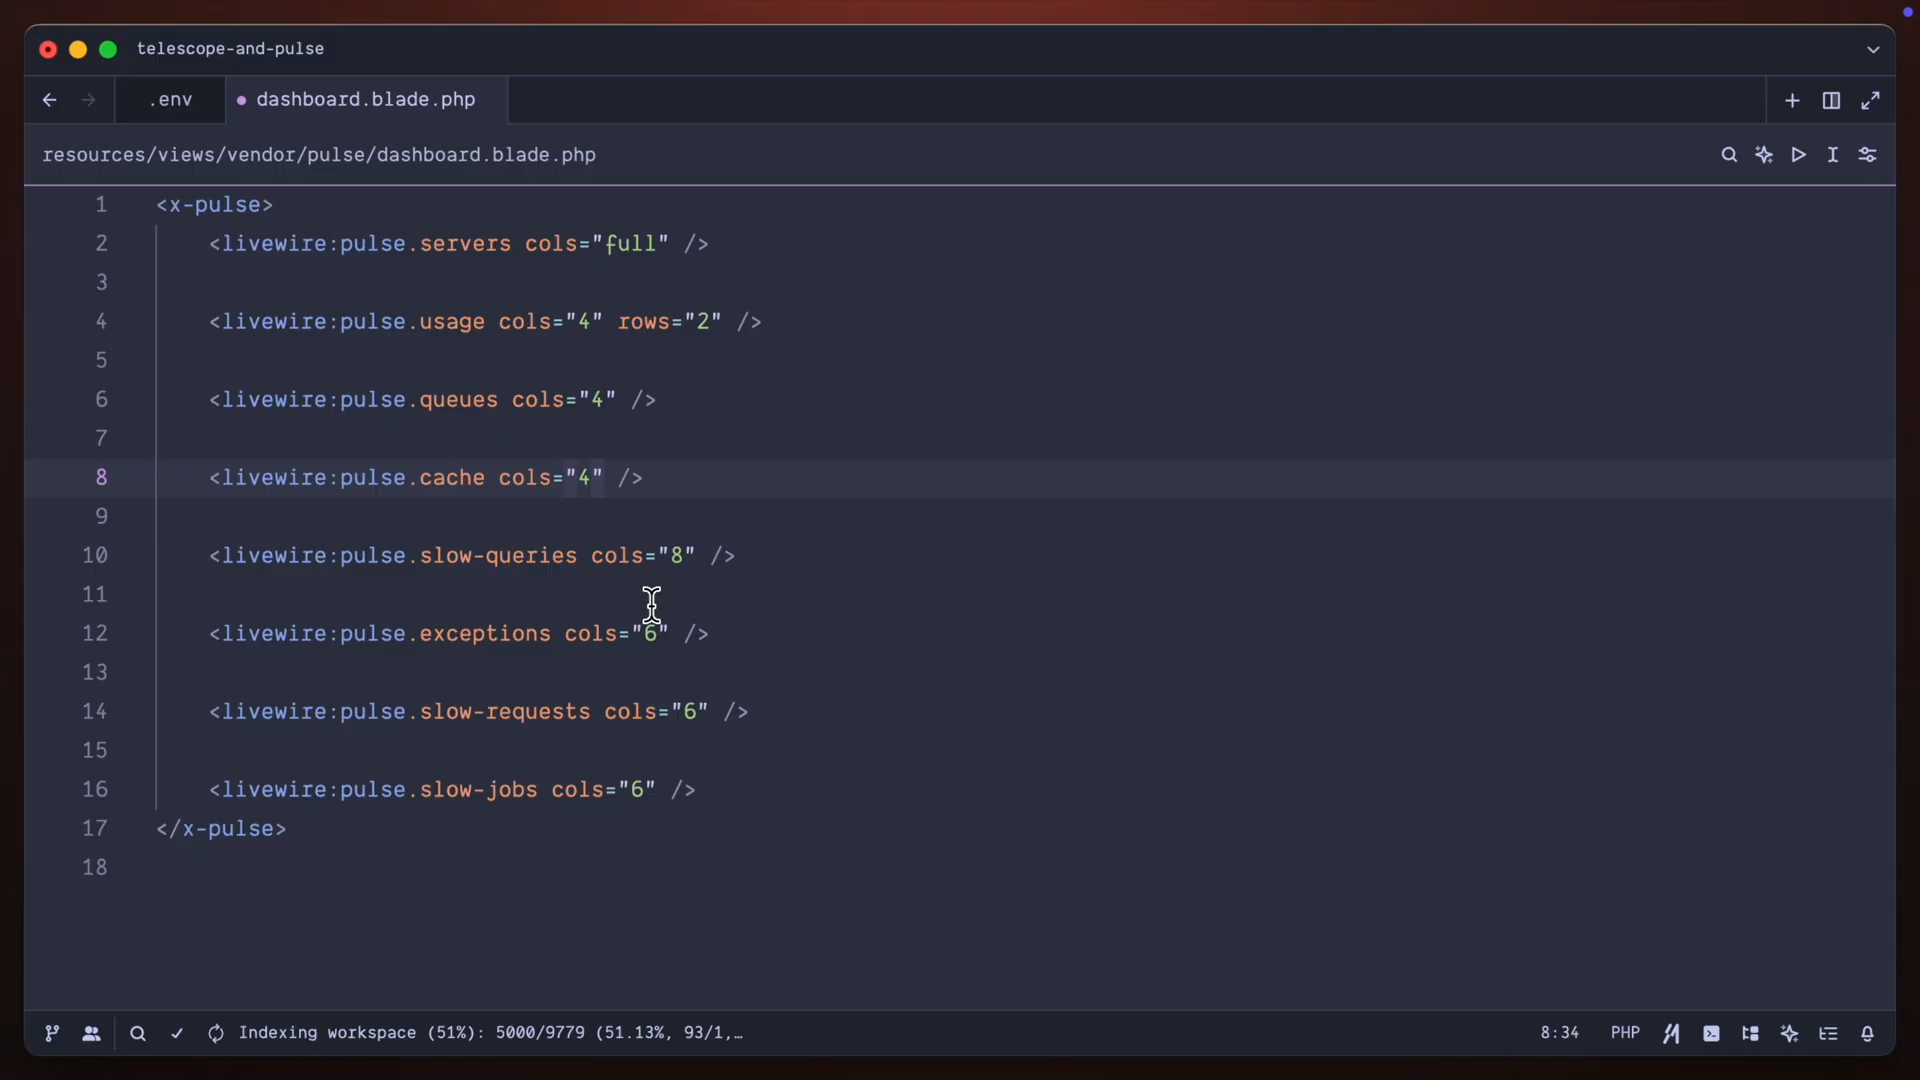 telescope-and-pulse
.env
dashboard.blade.php
resources/views/vendor/pulse/dashboard.blade.php
1 <x-pulse>
2 <livewire:pulse.servers cols="full" />
3
4 <livewire:pulse.usage cols="4" rows="2" />
5
6 <livewire:pulse.queues cols="4" />
7
8 <livewire:pulse.cache cols="4" />
9
10 <livewire:pulse.slow-queries cols="8" />
11
12 <livewire:pulse.exceptions cols="6" />
13
14 <livewire:pulse.slow-requests cols="6" />
15
16 <livewire:pulse.slow-jobs cols="6" />
17 </x-pulse>
18
Indexing workspace (51%): 5000/9779 (51.13%, 93/1,…
8:34
PHP